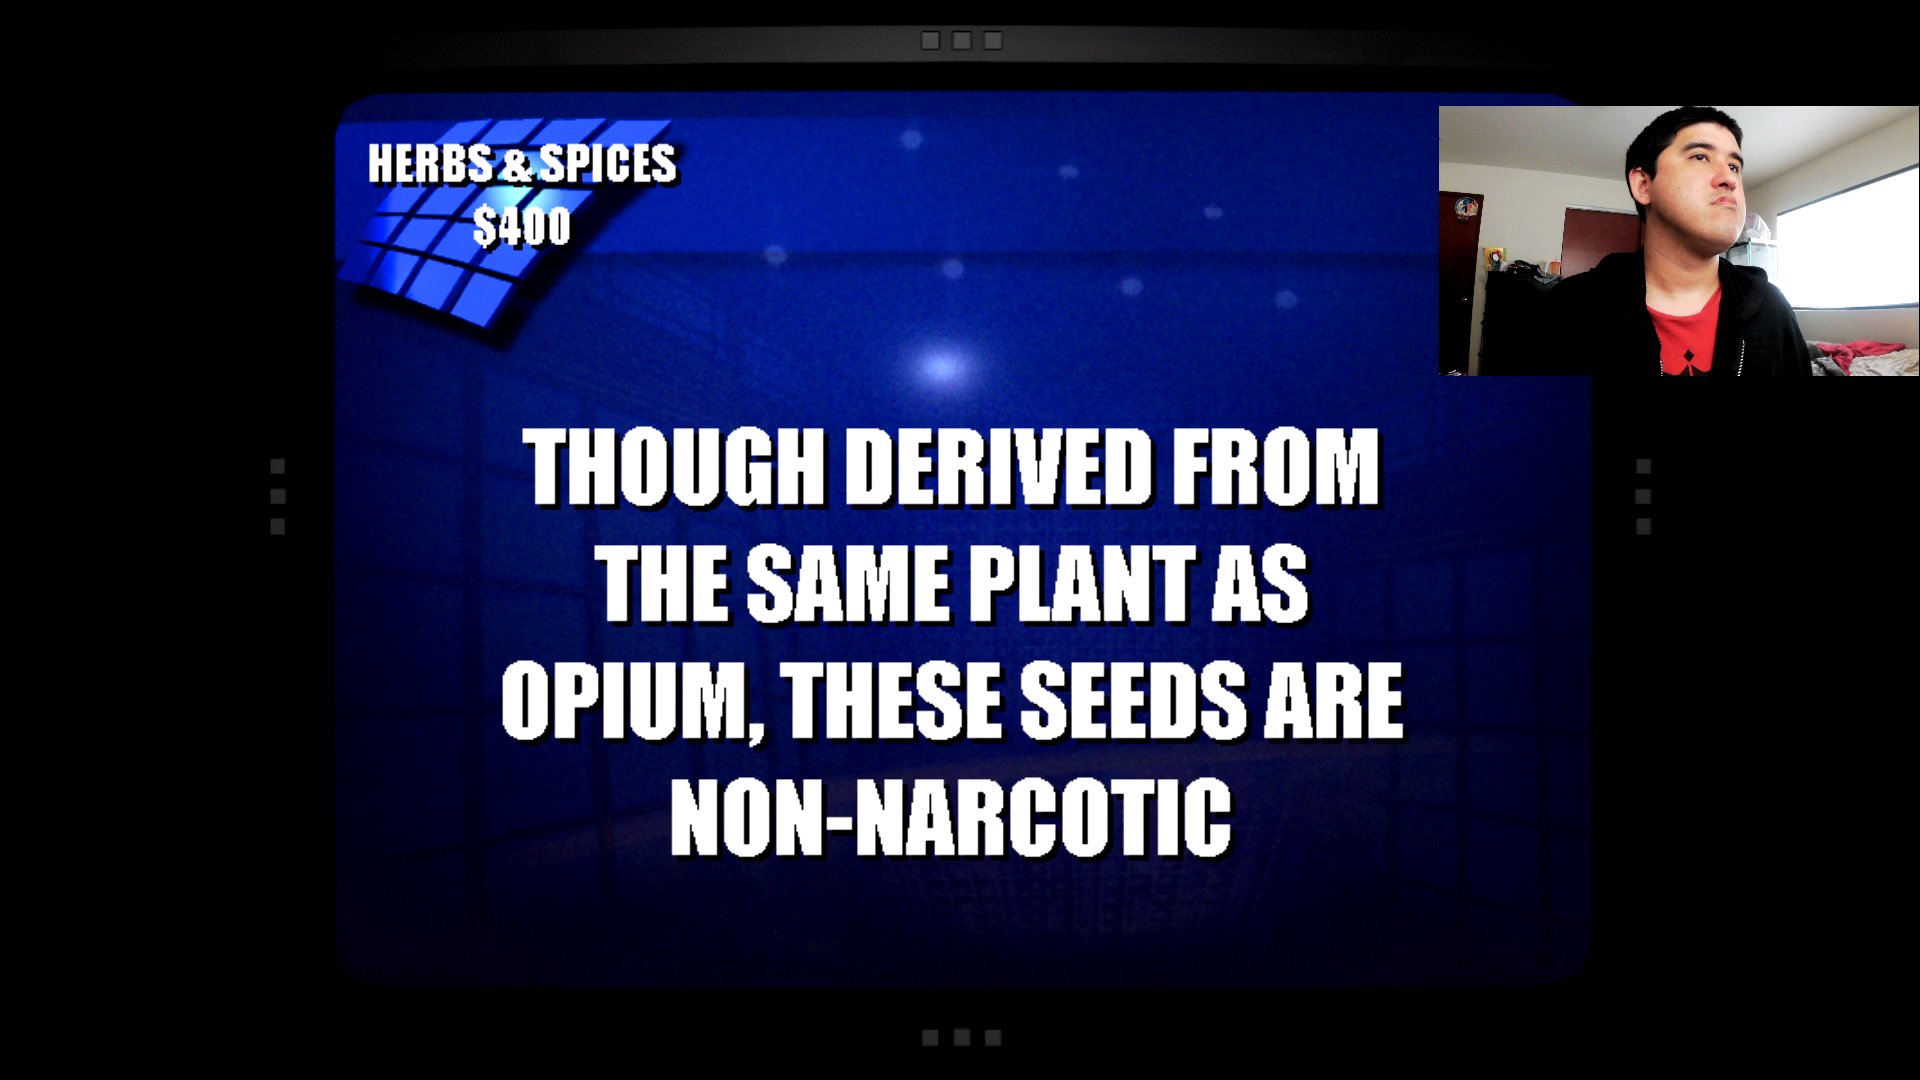 HERBS & SPICES
$400
THOUGH DERIVED FROM
THE SAME PLANT AS
OPIUM, THESE SEEDS ARE
NON-NARCOTIC